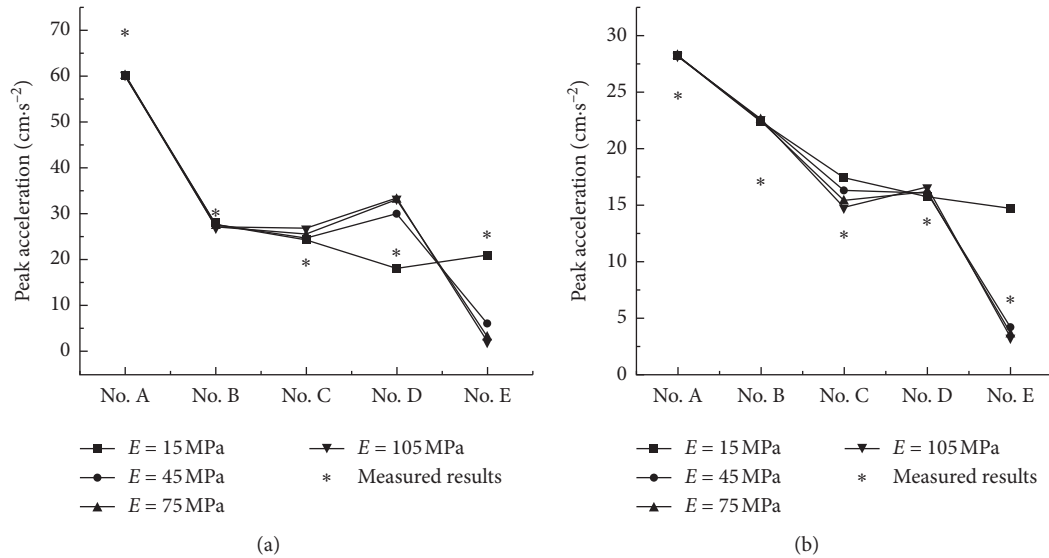 Peak acceleration (cm·s⁻²)
70
60
50
40
30
20
10
0
No. A No. B No. C No. D No. E
E = 15 MPa
E = 45 MPa
E = 75 MPa
E = 105 MPa
* Measured results
(a)
Peak acceleration (cm·s⁻²)
30
25
20
15
10
5
0
No. A No. B No. C No. D No. E
E = 15 MPa
E = 45 MPa
E = 75 MPa
E = 105 MPa
* Measured results
(b)